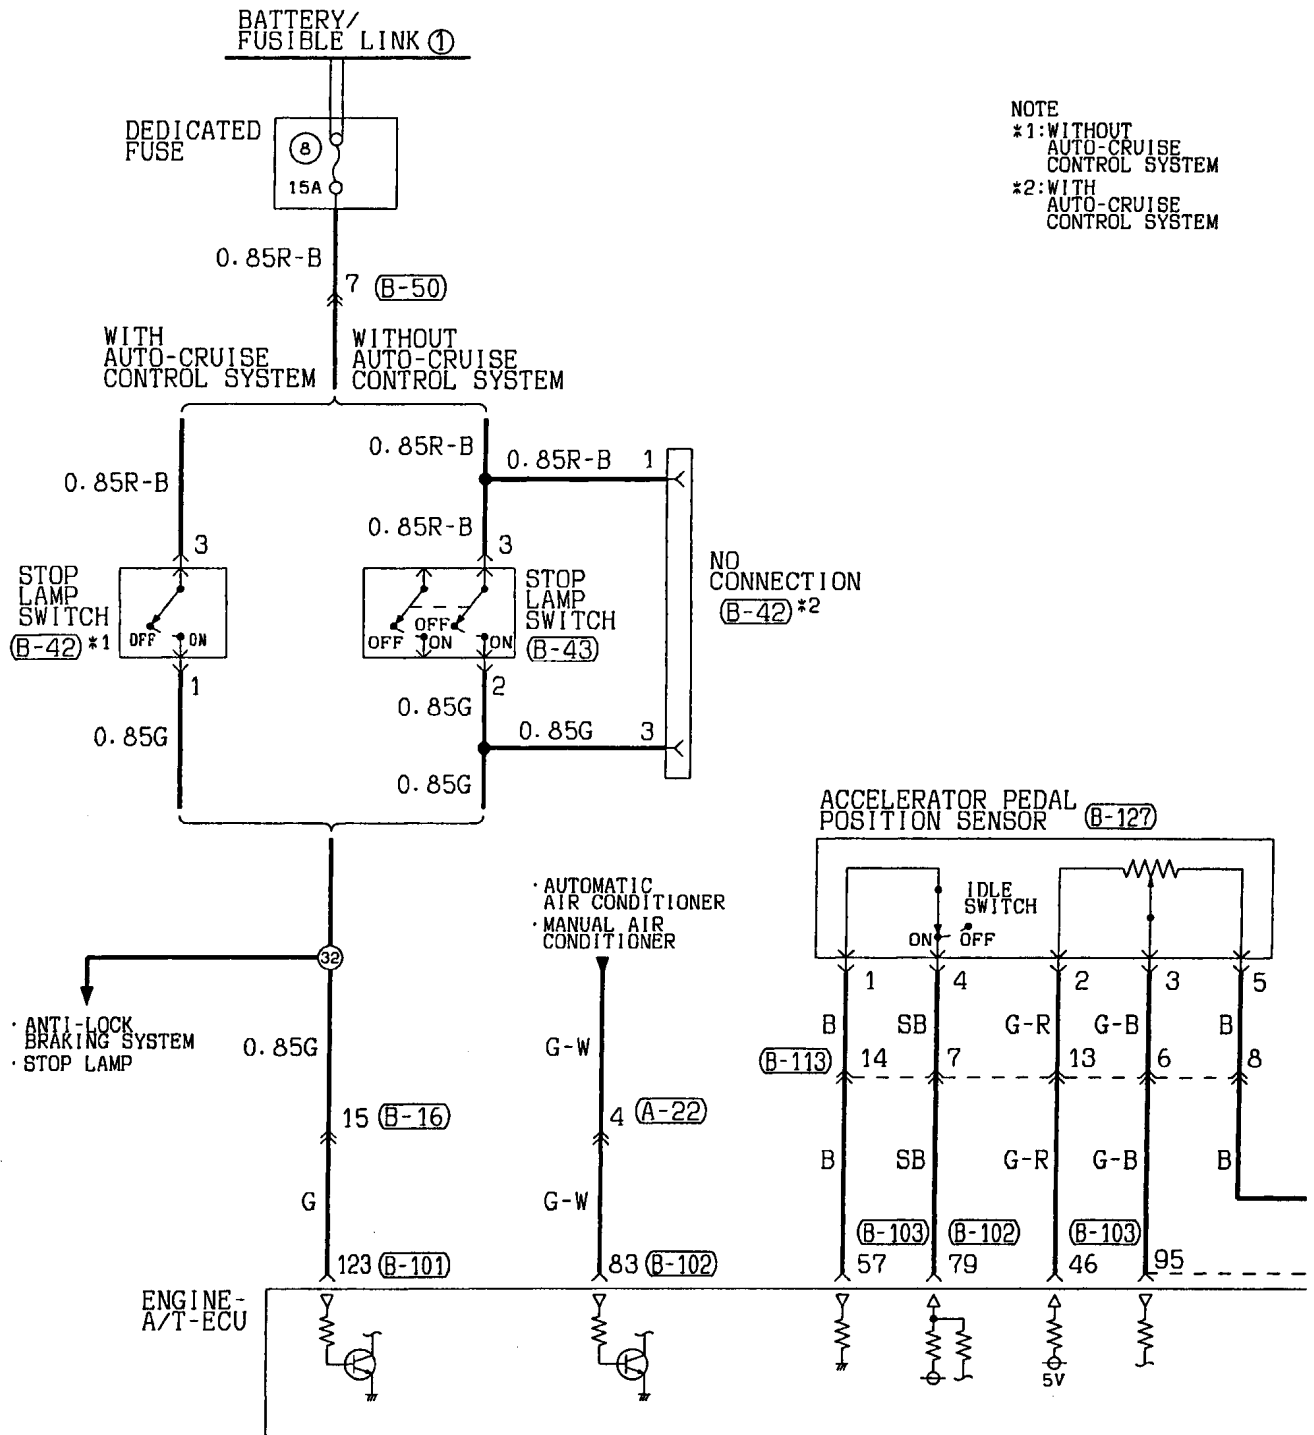 BATTERY/
FUSIBLE LINK ①
DEDICATED
FUSE
8
15A
NOTE
*1:WITHOUT
AUTO-CRUISE
CONTROL SYSTEM
*2:WITH
AUTO-CRUISE
CONTROL SYSTEM
0.85R-B
7 B-50
WITH
AUTO-CRUISE
CONTROL SYSTEM
WITHOUT
AUTO-CRUISE
CONTROL SYSTEM
0.85R-B
0.85R-B 1
0.85R-B
0.85R-B
3
3
STOP
LAMP
SWITCH
B-42 *1
OFF ON
OFF OFF ON ON
STOP
LAMP
SWITCH
B-43
NO
CONNECTION
B-42 *2
1
2
0.85G
0.85G
0.85G 3
0.85G
ACCELERATOR PEDAL
POSITION SENSOR B-127
IDLE
SWITCH
ON OFF
· AUTOMATIC
AIR CONDITIONER
· MANUAL AIR
CONDITIONER
32
· ANTI-LOCK
BRAKING SYSTEM
· STOP LAMP
0.85G
G-W
1 4 2 3 5
B SB G-R G-B B
B-113 14 7 13 6 8
15 B-16
4 A-22
B SB G-R G-B B
G
G-W
123 B-101
83 B-102
B-103 B-102 B-103
57 79 46 95
ENGINE-
A/T-ECU
5V